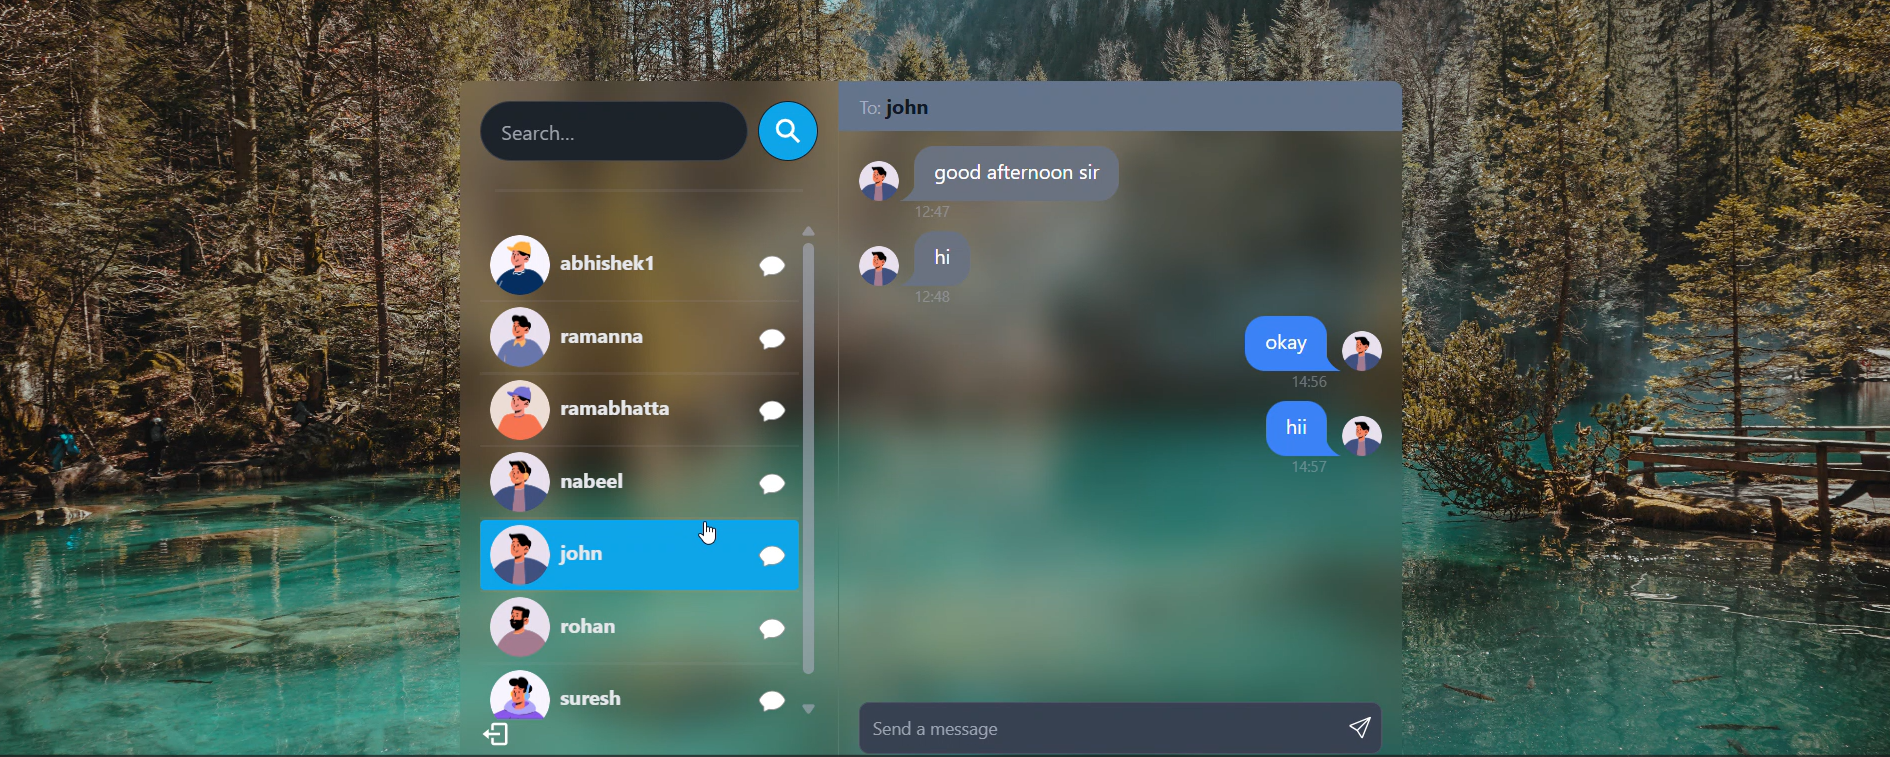 Search...
abhishek1
ramanna
ramabhatta
nabeel
john
rohan
suresh
To: john
good afternoon sir
12:47
hi
12:48
okay
14:56
hii
14:57
Send a message